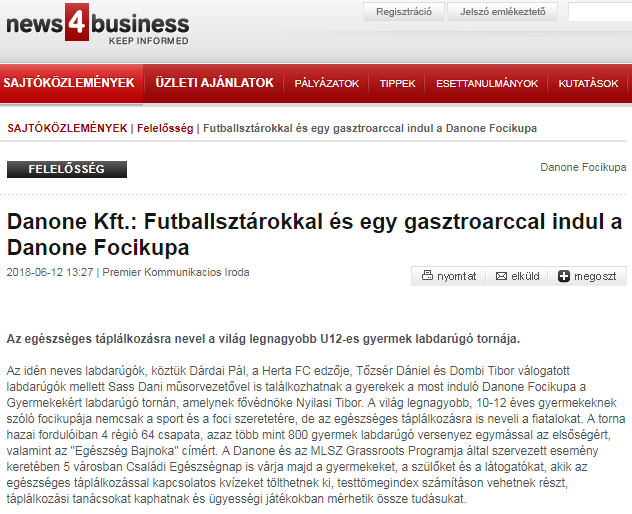 news4business
KEEP INFORMED
Regisztráció
Jelszó emlékeztető
SAJTÓKÖZLEMÉNYEK ÜZLETI AJÁNLATOK PÁLYÁZATOK TIPPEK ESETTANULMÁNYOK KUTATÁSOK
SAJTÓKÖZLEMÉNYEK | Felelősség | Futballsztárokkal és egy gasztroarccal indul a Danone Focikupa
FELELŐSSÉG
Danone Focikupa
Danone Kft.: Futballsztárokkal és egy gasztroarccal indul a
Danone Focikupa
2018-06-12 13:27 | Premier Kommunikacios Iroda
nyomtat elküld megoszt
Az egészséges táplálkozásra nevel a világ legnagyobb U12-es gyermek labdarúgó tornája.
Az idén neves labdarúgók, köztük Dárdai Pál, a Herta FC edzője, Tőzsér Dániel és Dombi Tibor válogatott
labdarúgók mellett Sass Dani műsorvezetővel is találkozhatnak a gyerekek a most induló Danone Focikupa a
Gyermekekért labdarúgó tornán, amelynek fővédnöke Nyilasi Tibor. A világ legnagyobb, 10-12 éves gyermekeknek
szóló focikupája nemcsak a sport és a foci szeretetére, de az egészséges táplálkozásra is neveli a fiatalokat. A torna
hazai fordulóiban 4 régió 64 csapata, azaz több mint 800 gyermek labdarúgó versenyez egymással az elsőségért,
valamint az "Egészség Bajnoka" címért. A Danone és az MLSZ Grassroots Programja által szervezett esemény
keretében 5 városban Családi Egészségnap is várja majd a gyermekeket, a szülőket és a látogatókat, akik az
egészséges táplálkozással kapcsolatos kvízeket tölthetnek ki, testtömegindex számításon vehetnek részt,
táplálkozási tanácsokat kaphatnak és ügyességi játékokban mérhetik össze tudásukat.